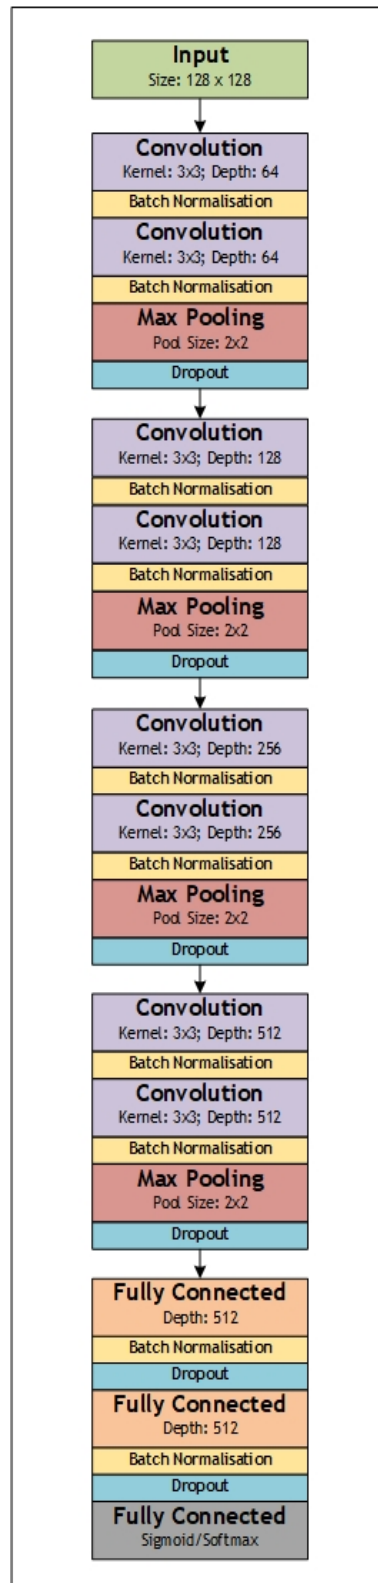 Input
Size: 128 x 128
Convolution
Kernel: 3x3; Depth: 64
Batch Normalisation
Convolution
Kernel: 3x3; Depth: 64
Batch Normalisation
Max Pooling
Pool Size: 2x2
Dropout
Convolution
Kernel: 3x3; Depth: 128
Batch Normalisation
Convolution
Kernel: 3x3; Depth: 128
Batch Normalisation
Max Pooling
Pool Size: 2x2
Dropout
Convolution
Kernel: 3x3; Depth: 256
Batch Normalisation
Convolution
Kernel: 3x3; Depth: 256
Batch Normalisation
Max Pooling
Pool Size: 2x2
Dropout
Convolution
Kernel: 3x3; Depth: 512
Batch Normalisation
Convolution
Kernel: 3x3; Depth: 512
Batch Normalisation
Max Pooling
Pool Size: 2x2
Dropout
Fully Connected
Depth: 512
Batch Normalisation
Dropout
Fully Connected
Depth: 512
Batch Normalisation
Dropout
Fully Connected
Sigmoid/Softmax